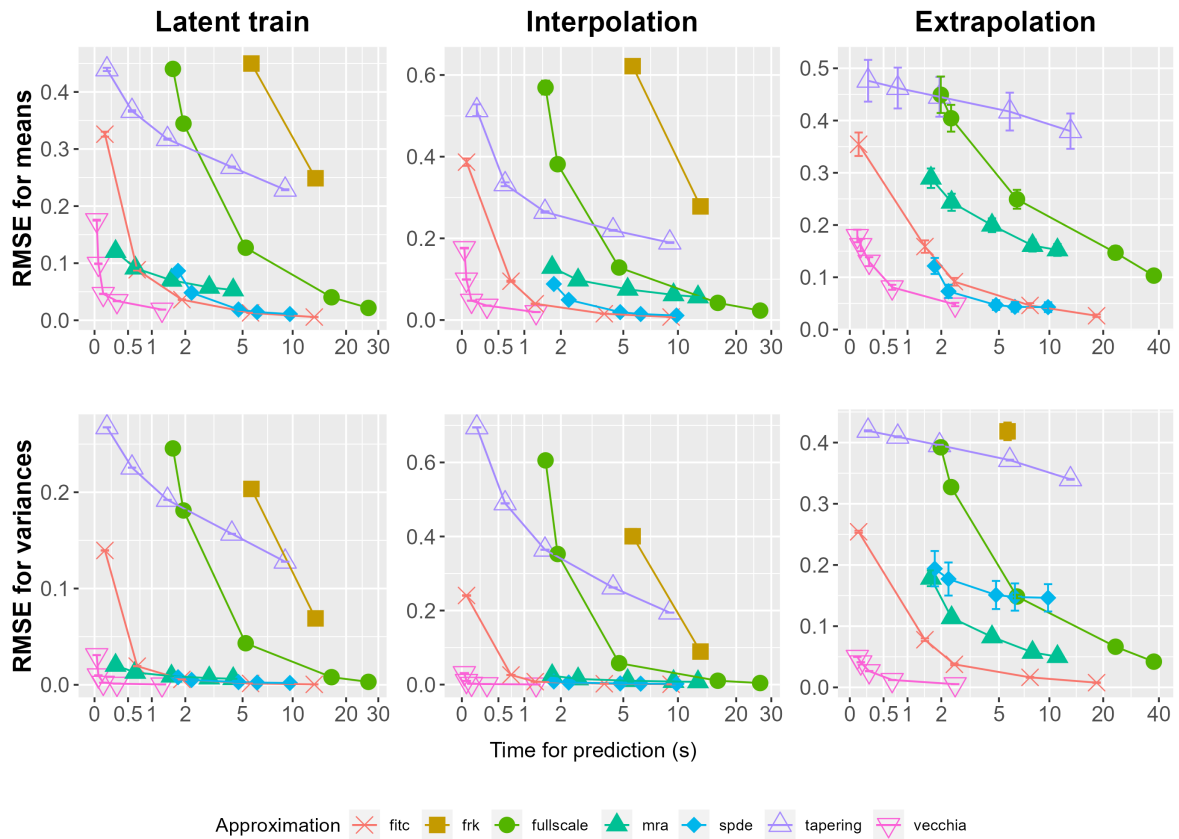 Latent train Interpolation Extrapolation
RMSE for means
0.4
0.3
0.2
0.1
0.0
0 0.5 1 2 5 10 20 30
0.6
0.4
0.2
0.0
0 0.5 1 2 5 10 20 30
0.5
0.4
0.3
0.2
0.1
0.0
0 0.5 1 2 5 10 20 40
RMSE for variances
0.2
0.1
0.0
0 0.5 1 2 5 10 20 30
0.6
0.4
0.2
0.0
0 0.5 1 2 5 10 20 30
0.4
0.3
0.2
0.1
0.0
0 0.5 1 2 5 10 20 40
Time for prediction (s)
Approximation fitc frk fullscale mra spde tapering vecchia